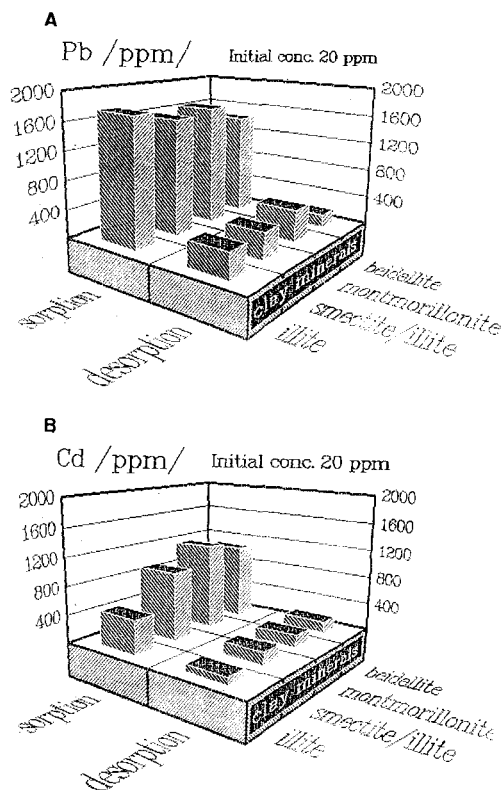 A
Pb /ppm/ Initial conc. 20 ppm
2000
1600
1200
800
400
2000
1600
1200
800
400
clay minerals
sorption
desorption
beidellite
montmorillonite
smectite/illite
illite
B
Cd /ppm/ Initial conc. 20 ppm
2000
1600
1200
800
400
2000
1600
1200
800
400
clay minerals
sorption
desorption
beidellite
montmorillonite
smectite/illite
illite